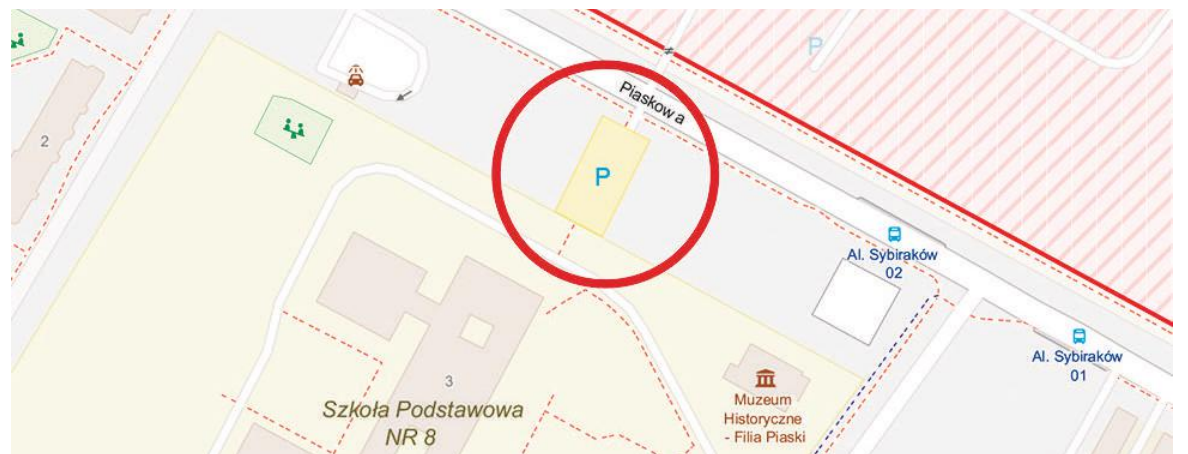 P
2
Piaskowa
P
Al. Sybiraków
02
Al. Sybiraków
01
3
Szkoła Podstawowa
NR 8
Muzeum
Historyczne
- Filia Piaski